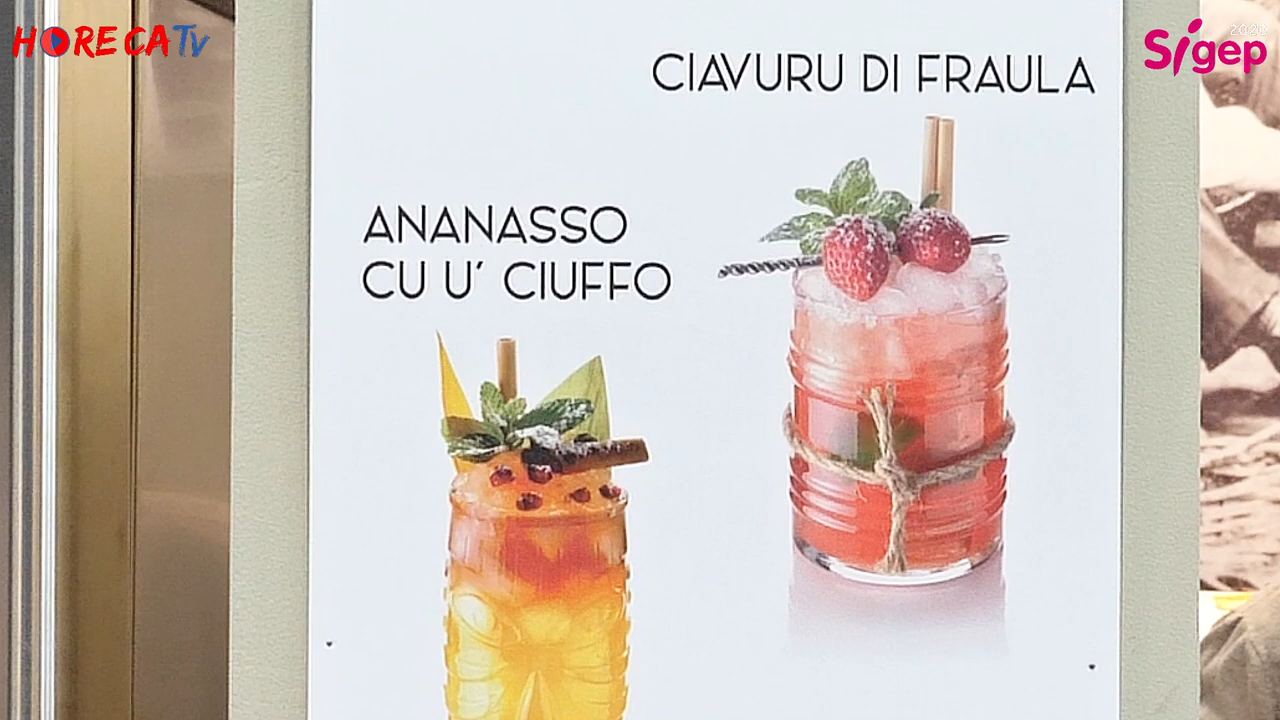 HORECATV
Sigep
CIAVURU DI FRAULA
ANANASSO
CU U' CIUFFO